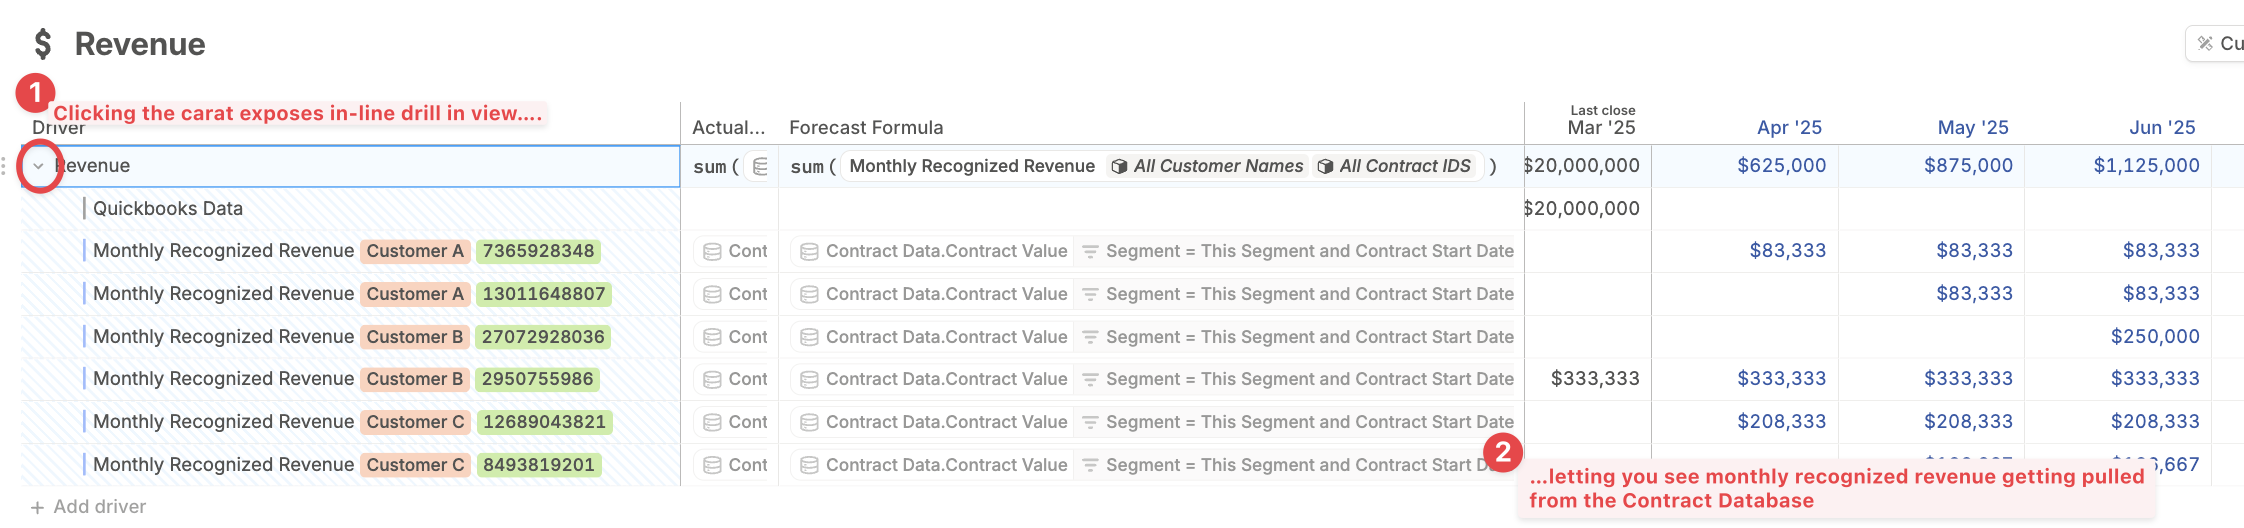 $ Revenue
Cu
1
Clicking the carat exposes in-line drill in view....
Driver Actual... Forecast Formula Last close Mar '25 Apr '25 May '25 Jun '25
Revenue sum ( sum ( Monthly Recognized Revenue All Customer Names All Contract IDS ) $20,000,000 $625,000 $875,000 $1,125,000
Quickbooks Data $20,000,000
Monthly Recognized Revenue Customer A 7365928348 Cont Contract Data.Contract Value Segment = This Segment and Contract Start Date $83,333 $83,333 $83,333
Monthly Recognized Revenue Customer A 13011648807 Cont Contract Data.Contract Value Segment = This Segment and Contract Start Date $83,333 $83,333
Monthly Recognized Revenue Customer B 27072928036 Cont Contract Data.Contract Value Segment = This Segment and Contract Start Date $250,000
Monthly Recognized Revenue Customer B 2950755986 Cont Contract Data.Contract Value Segment = This Segment and Contract Start Date $333,333 $333,333 $333,333 $333,333
Monthly Recognized Revenue Customer C 12689043821 Cont Contract Data.Contract Value Segment = This Segment and Contract Start Date $208,333 $208,333 $208,333
Monthly Recognized Revenue Customer C 8493819201 Cont Contract Data.Contract Value Segment = This Segment and Contract Start
2
...letting you see monthly recognized revenue getting pulled
from the Contract Database
+ Add driver